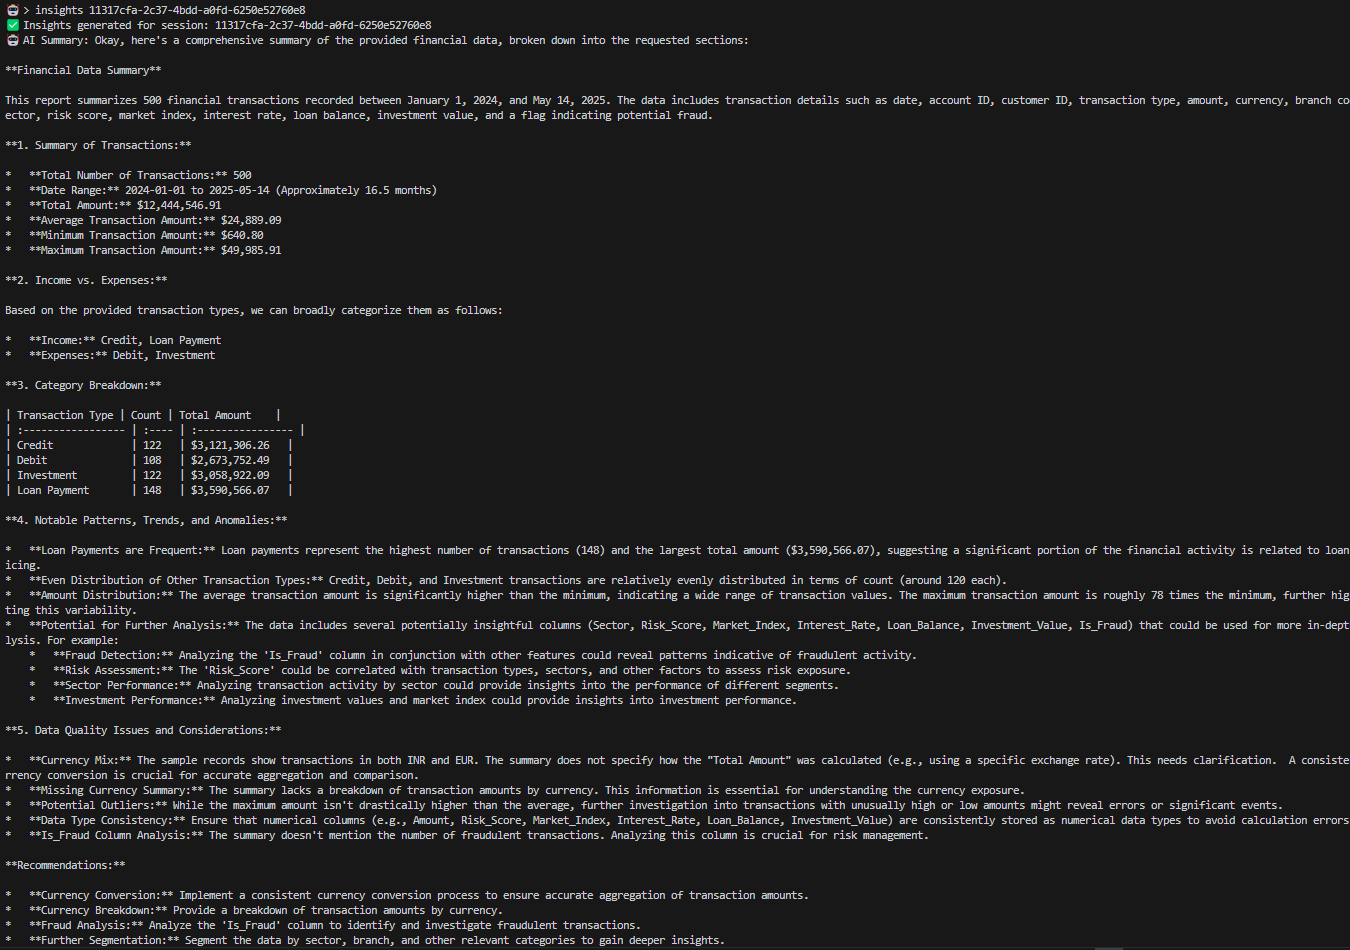 > insights 11317cfa-2c37-4bdd-a0fd-6250e52760e8
Insights generated for session: 11317cfa-2c37-4bdd-a0fd-6250e52760e8
AI Summary: Okay, here's a comprehensive summary of the provided financial data, broken down into the requested sections:
**Financial Data Summary**
This report summarizes 500 financial transactions recorded between January 1, 2024, and May 14, 2025. The data includes transaction details such as date, account ID, customer ID, transaction type, amount, currency, branch co
ector, risk score, market index, interest rate, loan balance, investment value, and a flag indicating potential fraud.
**1. Summary of Transactions:**
*   **Total Number of Transactions:** 500
*   **Date Range:** 2024-01-01 to 2025-05-14 (Approximately 16.5 months)
*   **Total Amount:** $12,444,546.91
*   **Average Transaction Amount:** $24,889.09
*   **Minimum Transaction Amount:** $640.80
*   **Maximum Transaction Amount:** $49,985.91
**2. Income vs. Expenses:**
Based on the provided transaction types, we can broadly categorize them as follows:
*   **Income:** Credit, Loan Payment
*   **Expenses:** Debit, Investment
**3. Category Breakdown:**
| Transaction Type | Count | Total Amount    |
| :----------------- | :---- | :---------------- |
| Credit             | 122   | $3,121,306.26   |
| Debit              | 108   | $2,673,752.49   |
| Investment         | 122   | $3,058,922.09   |
| Loan Payment       | 148   | $3,590,566.07   |
**4. Notable Patterns, Trends, and Anomalies:**
*   **Loan Payments are Frequent:** Loan payments represent the highest number of transactions (148) and the largest total amount ($3,590,566.07), suggesting a significant portion of the financial activity is related to loan
icing.
*   **Even Distribution of Other Transaction Types:** Credit, Debit, and Investment transactions are relatively evenly distributed in terms of count (around 120 each).
*   **Amount Distribution:** The average transaction amount is significantly higher than the minimum, indicating a wide range of transaction values. The maximum transaction amount is roughly 78 times the minimum, further hig
ting this variability.
*   **Potential for Further Analysis:** The data includes several potentially insightful columns (Sector, Risk_Score, Market_Index, Interest_Rate, Loan_Balance, Investment_Value, Is_Fraud) that could be used for more in-dept
lysis. For example:
    *   **Fraud Detection:** Analyzing the 'Is_Fraud' column in conjunction with other features could reveal patterns indicative of fraudulent activity.
    *   **Risk Assessment:** The 'Risk_Score' could be correlated with transaction types, sectors, and other factors to assess risk exposure.
    *   **Sector Performance:** Analyzing transaction activity by sector could provide insights into the performance of different segments.
    *   **Investment Performance:** Analyzing investment values and market index could provide insights into investment performance.
**5. Data Quality Issues and Considerations:**
*   **Currency Mix:** The sample records show transactions in both INR and EUR. The summary does not specify how the "Total Amount" was calculated (e.g., using a specific exchange rate). This needs clarification.  A consiste
rrency conversion is crucial for accurate aggregation and comparison.
*   **Missing Currency Summary:** The summary lacks a breakdown of transaction amounts by currency. This information is essential for understanding the currency exposure.
*   **Potential Outliers:** While the maximum amount isn't drastically higher than the average, further investigation into transactions with unusually high or low amounts might reveal errors or significant events.
*   **Data Type Consistency:** Ensure that numerical columns (e.g., Amount, Risk_Score, Market_Index, Interest_Rate, Loan_Balance, Investment_Value) are consistently stored as numerical data types to avoid calculation errors
*   **Is_Fraud Column Analysis:** The summary doesn't mention the number of fraudulent transactions. Analyzing this column is crucial for risk management.
**Recommendations:**
*   **Currency Conversion:** Implement a consistent currency conversion process to ensure accurate aggregation of transaction amounts.
*   **Currency Breakdown:** Provide a breakdown of transaction amounts by currency.
*   **Fraud Analysis:** Analyze the 'Is_Fraud' column to identify and investigate fraudulent transactions.
*   **Further Segmentation:** Segment the data by sector, branch, and other relevant categories to gain deeper insights.